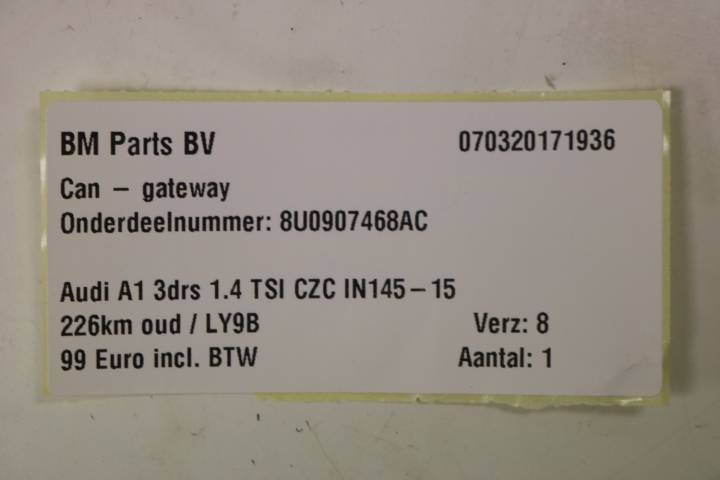 BM Parts BV 070320171936
Can – gateway
Onderdeelnummer: 8U0907468AC
Audi A1 3drs 1.4 TSI CZC IN145–15
226km oud / LY9B Verz: 8
99 Euro incl. BTW Aantal: 1